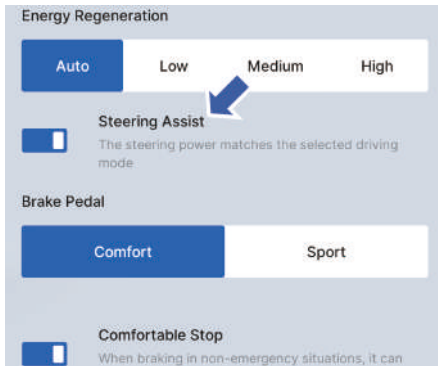 Energy Regeneration
Auto Low Medium High
Steering Assist
The steering power matches the selected driving
mode
Brake Pedal
Comfort Sport
Comfortable Stop
When braking in non-emergency situations, it can